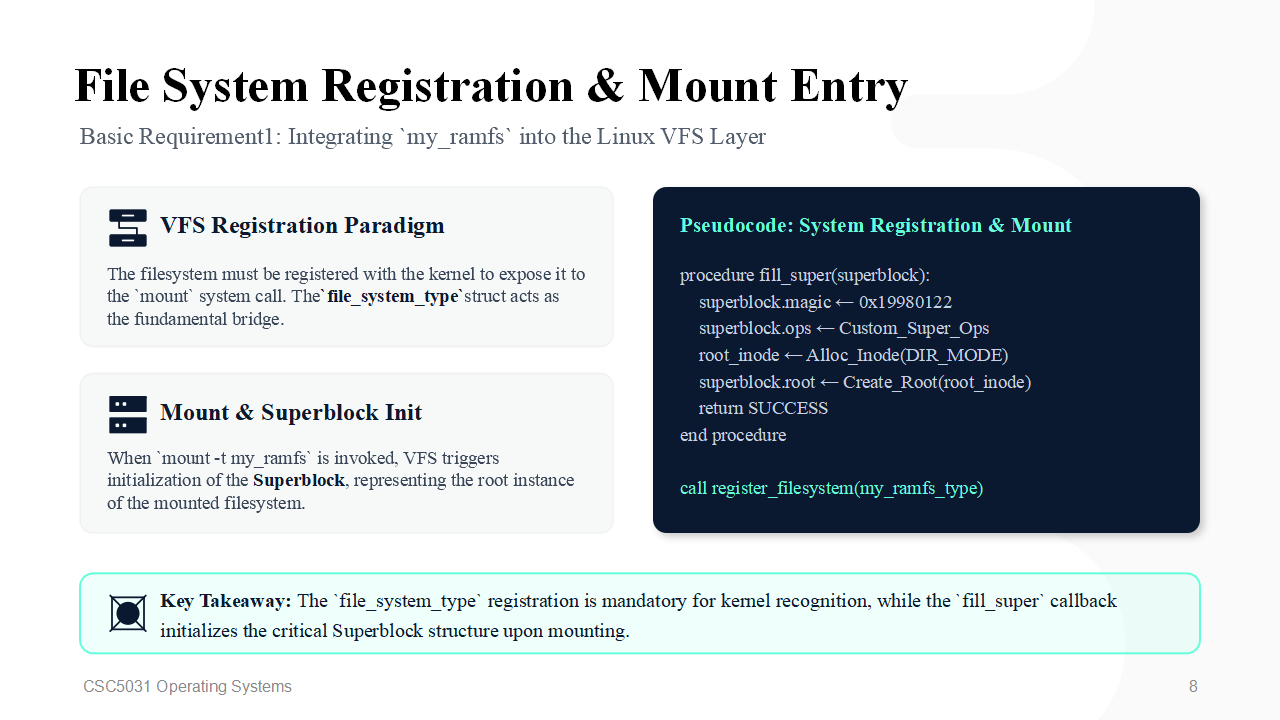 File System Registration & Mount Entry
Basic Requirement1: Integrating `my_ramfs` into the Linux VFS Layer
VFS Registration Paradigm
The filesystem must be registered with the kernel to expose it to
the `mount` system call. The`file_system_type`struct acts as
the fundamental bridge.
Mount & Superblock Init
When `mount -t my_ramfs` is invoked, VFS triggers
initialization of the Superblock, representing the root instance
of the mounted filesystem.
Pseudocode: System Registration & Mount
procedure fill_super(superblock):
superblock.magic ← 0x19980122
superblock.ops ← Custom_Super_Ops
root_inode ← Alloc_Inode(DIR_MODE)
superblock.root ← Create_Root(root_inode)
return SUCCESS
end procedure
call register_filesystem(my_ramfs_type)
Key Takeaway: The `file_system_type` registration is mandatory for kernel recognition, while the `fill_super` callback
initializes the critical Superblock structure upon mounting.
CSC5031 Operating Systems
8